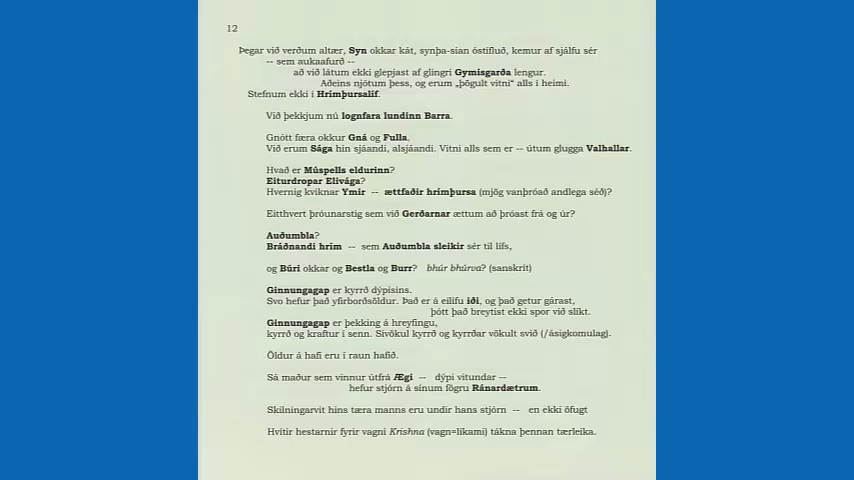 12
Þegar við verðum altær, Syn okkar kát, synþa-sian óstífluð, kemur af sjálfu sér
-- sem aukaafurð --
að við látum ekki glepjast af glingri Gymisgarða lengur.
Aðeins njótum þess, og erum „þögult vitni" alls í heimi.
Stefnum ekki í Hrímþursalíf.
Við þekkjum nú lognfara lundinn Barra.
Gnótt færa okkur Gná og Fulla.
Við erum Sága hin sjáandi, alsjáandi. Vitni alls sem er -- útum glugga Valhallar.
Hvað er Múspells eldurinn?
Eiturdropar Elivága?
Hvernig kviknar Ymir -- ættfaðir hrímþursa (mjög vanþróað andlega séð)?
Eitthvert þróunarstig sem við Gerðarnar ættum að þróast frá og úr?
Auðumbla?
Bráðnandi hrím -- sem Auðumbla sleikir sér til lífs,
og Búri okkar og Bestla og Burr? bhúr bhúrva? (sanskrít)
Ginnungagap er kyrrð dýpisins.
Svo hefur það yfirborðsöldur. Það er á eilífu iði, og það getur gárast,
þótt það breytist ekki spor við slíkt.
Ginnungagap er þekking á hreyfingu,
kyrrð og kraftur í senn. Sívökul kyrrð og kyrrðar vökult svið (/ásigkomulag).
Öldur á hafi eru í raun hafið.
Sá maður sem vinnur útfrá Ægi -- dýpi vitundar --
hefur stjórn á sínum fögru Ránardætrum.
Skilningarvit hins tæra manns eru undir hans stjórn -- en ekki öfugt
Hvítir hestarnir fyrir vagni Krishna (vagn=líkami) tákna þennan tærleika.